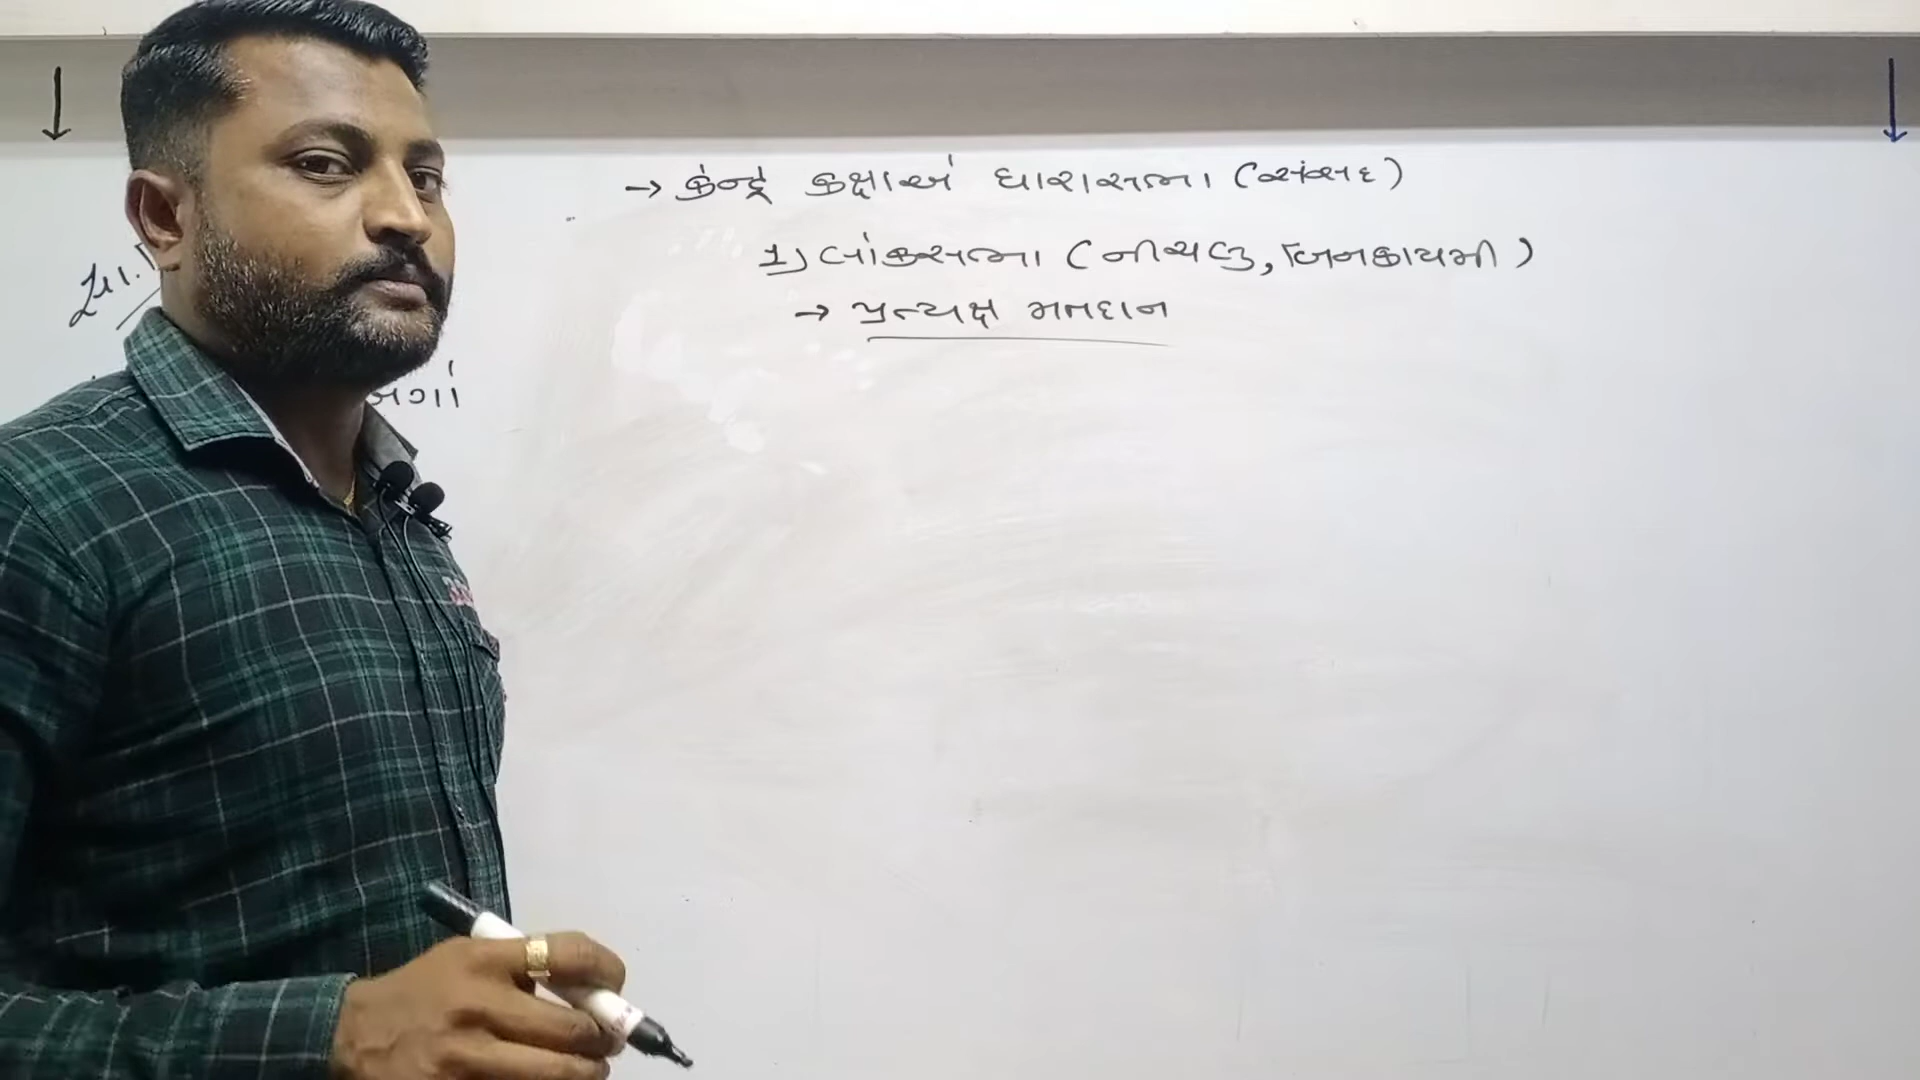 → કેન્દ્ર કક્ષાએ ધારાસભા (સંસદ)
1) લોકસભા (નીચલુ, બિનકાયમી)
→ પ્રત્યક્ષ મતદાન